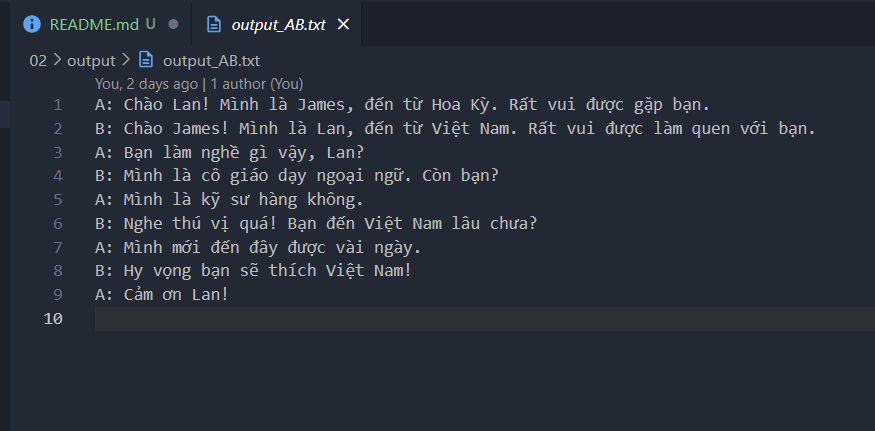 README.md U
output_AB.txt
02 > output > output_AB.txt
You, 2 days ago | 1 author (You)
1 A: Chào Lan! Mình là James, đến từ Hoa Kỳ. Rất vui được gặp bạn.
2 B: Chào James! Mình là Lan, đến từ Việt Nam. Rất vui được làm quen với bạn.
3 A: Bạn làm nghề gì vậy, Lan?
4 B: Mình là cô giáo dạy ngoại ngữ. Còn bạn?
5 A: Mình là kỹ sư hàng không.
6 B: Nghe thú vị quá! Bạn đến Việt Nam lâu chưa?
7 A: Mình mới đến đây được vài ngày.
8 B: Hy vọng bạn sẽ thích Việt Nam!
9 A: Cảm ơn Lan!
10